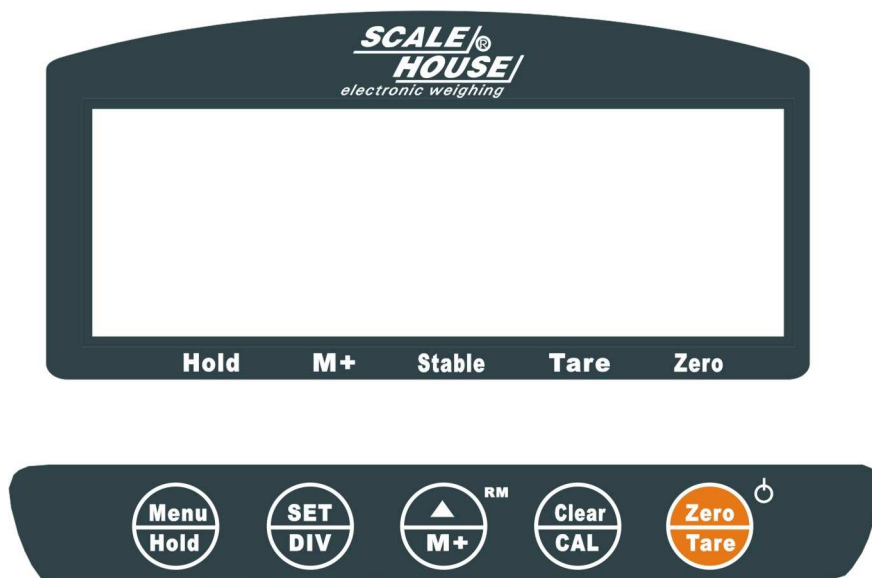 SCALE®
HOUSE
electronic weighing
Hold M+ Stable Tare Zero
RM
Menu SET ▲ Clear Zero
Hold DIV M+ CAL Tare